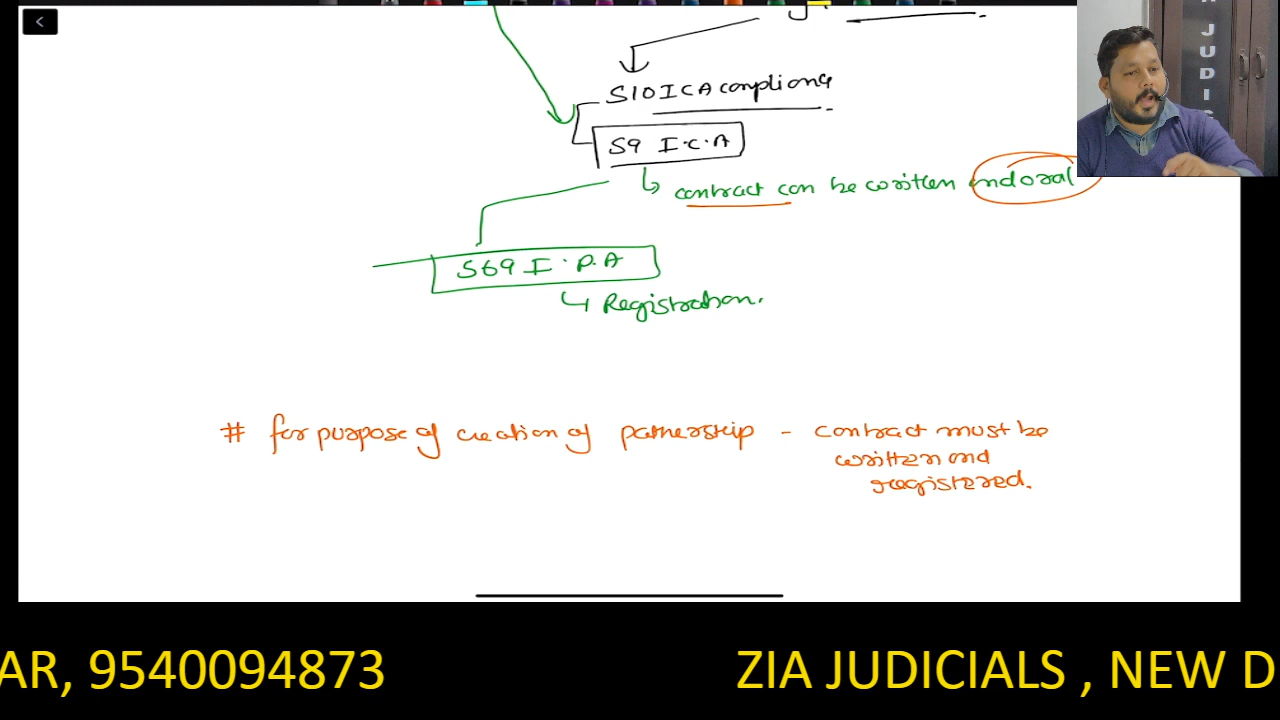 S10 I C A compliance
S9 I.C.A
contract can be written and oral
S69 I.P.A
Registration.
# for purpose of creation of partnership - contract must be
written and
registered.
JUDI
AR, 9540094873 ZIA JUDICIALS , NEW D